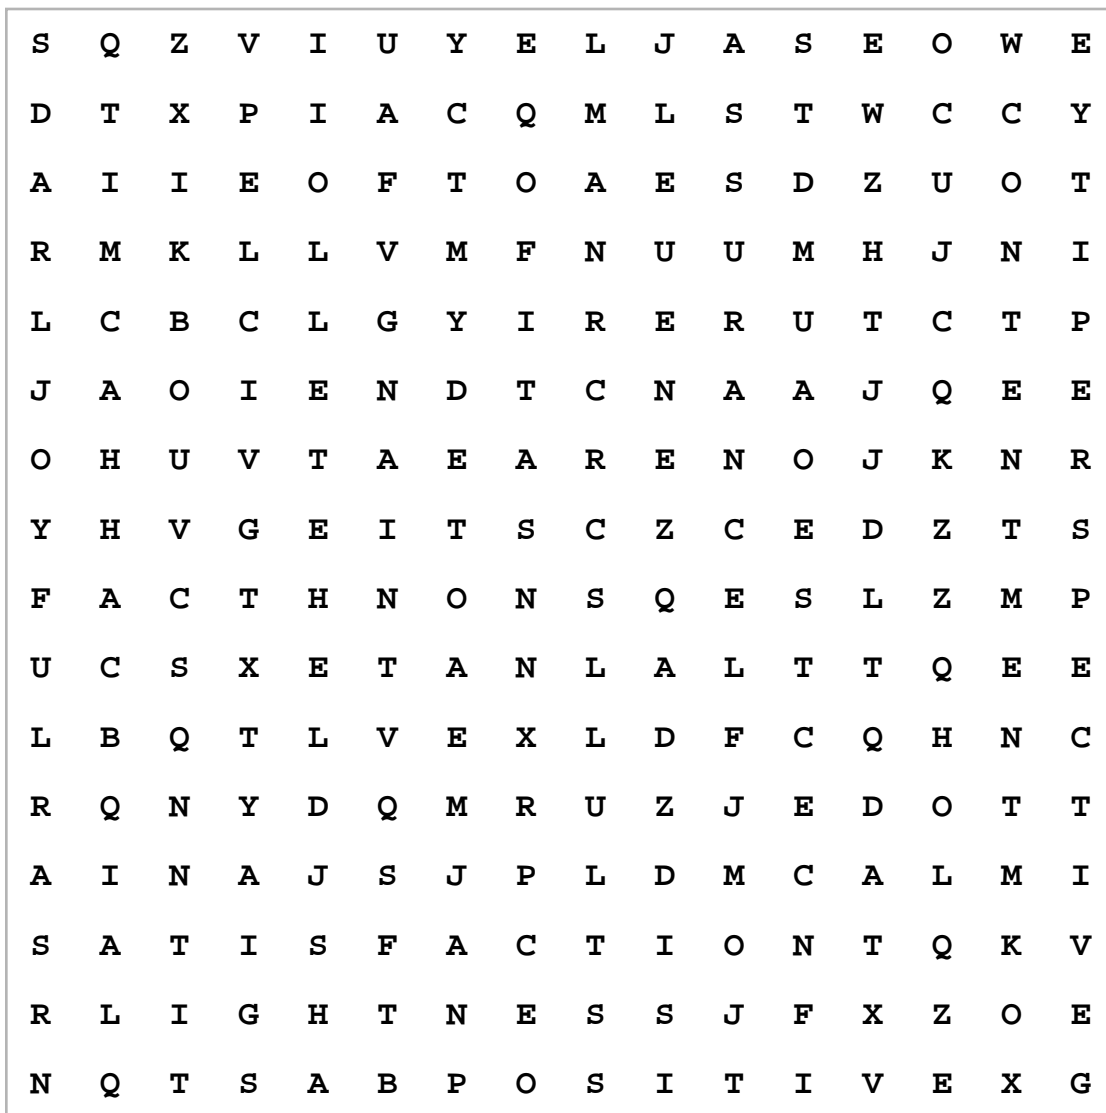 S Q Z V I U Y E L J A S E O W E
D T X P I A C Q M L S T W C C Y
A I I E O F T O A E S D Z U O T
R M K L L V M F N U U M H J N I
L C B C L G Y I R E R U T C T P
J A O I E N D T C N A A J Q E E
O H U V T A E A R E N O J K N R
Y H V G E I T S C Z C E D Z T S
F A C T H N O N S Q E S L Z M P
U C S X E T A N L A L T T Q E E
L B Q T L V E X L D F C Q H N C
R Q N Y D Q M R U Z J E D O T T
A I N A J S J P L D M C A L M I
S A T I S F A C T I O N T Q K V
R L I G H T N E S S J F X Z O E
N Q T S A B P O S I T I V E X G